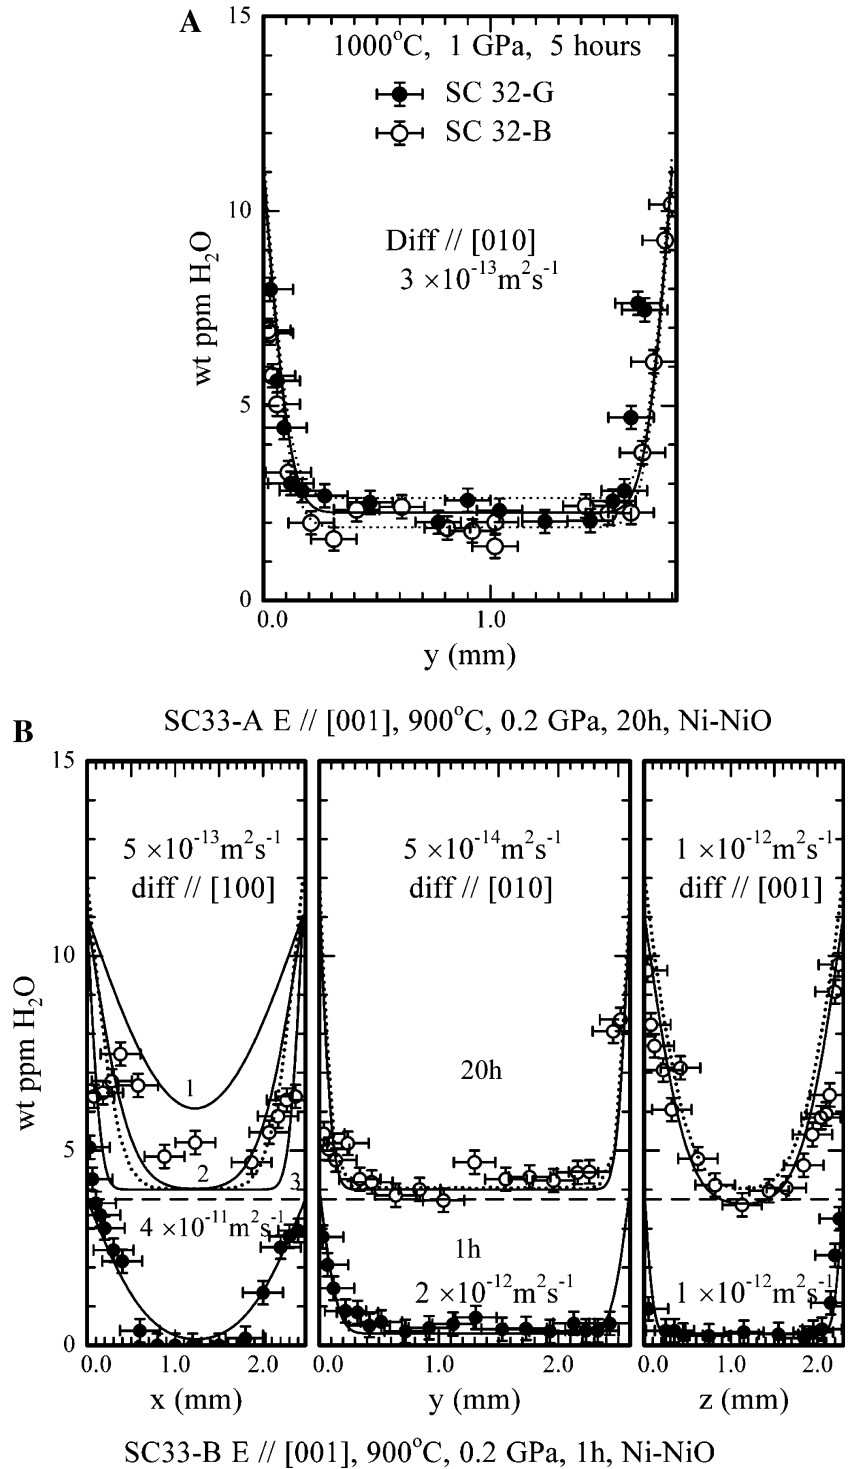 A
15
1000°C, 1 GPa, 5 hours
SC 32-G
SC 32-B
10
Diff // [010]
3 ×10⁻¹³m²s⁻¹
wt ppm H₂O
5
0
0.0 1.0
y (mm)
SC33-A E // [001], 900°C, 0.2 GPa, 20h, Ni-NiO
B
15
5 ×10⁻¹³m²s⁻¹ 5 ×10⁻¹⁴m²s⁻¹ 1 ×10⁻¹²m²s⁻¹
diff // [100] diff // [010] diff // [001]
10
wt ppm H₂O
1 20h
5
2 3
4 ×10⁻¹¹m²s⁻¹
1h
2 ×10⁻¹²m²s⁻¹ 1 ×10⁻¹²m²s⁻¹
0
0.0 1.0 2.0 0.0 1.0 2.0 0.0 1.0 2.0
x (mm) y (mm) z (mm)
SC33-B E // [001], 900°C, 0.2 GPa, 1h, Ni-NiO